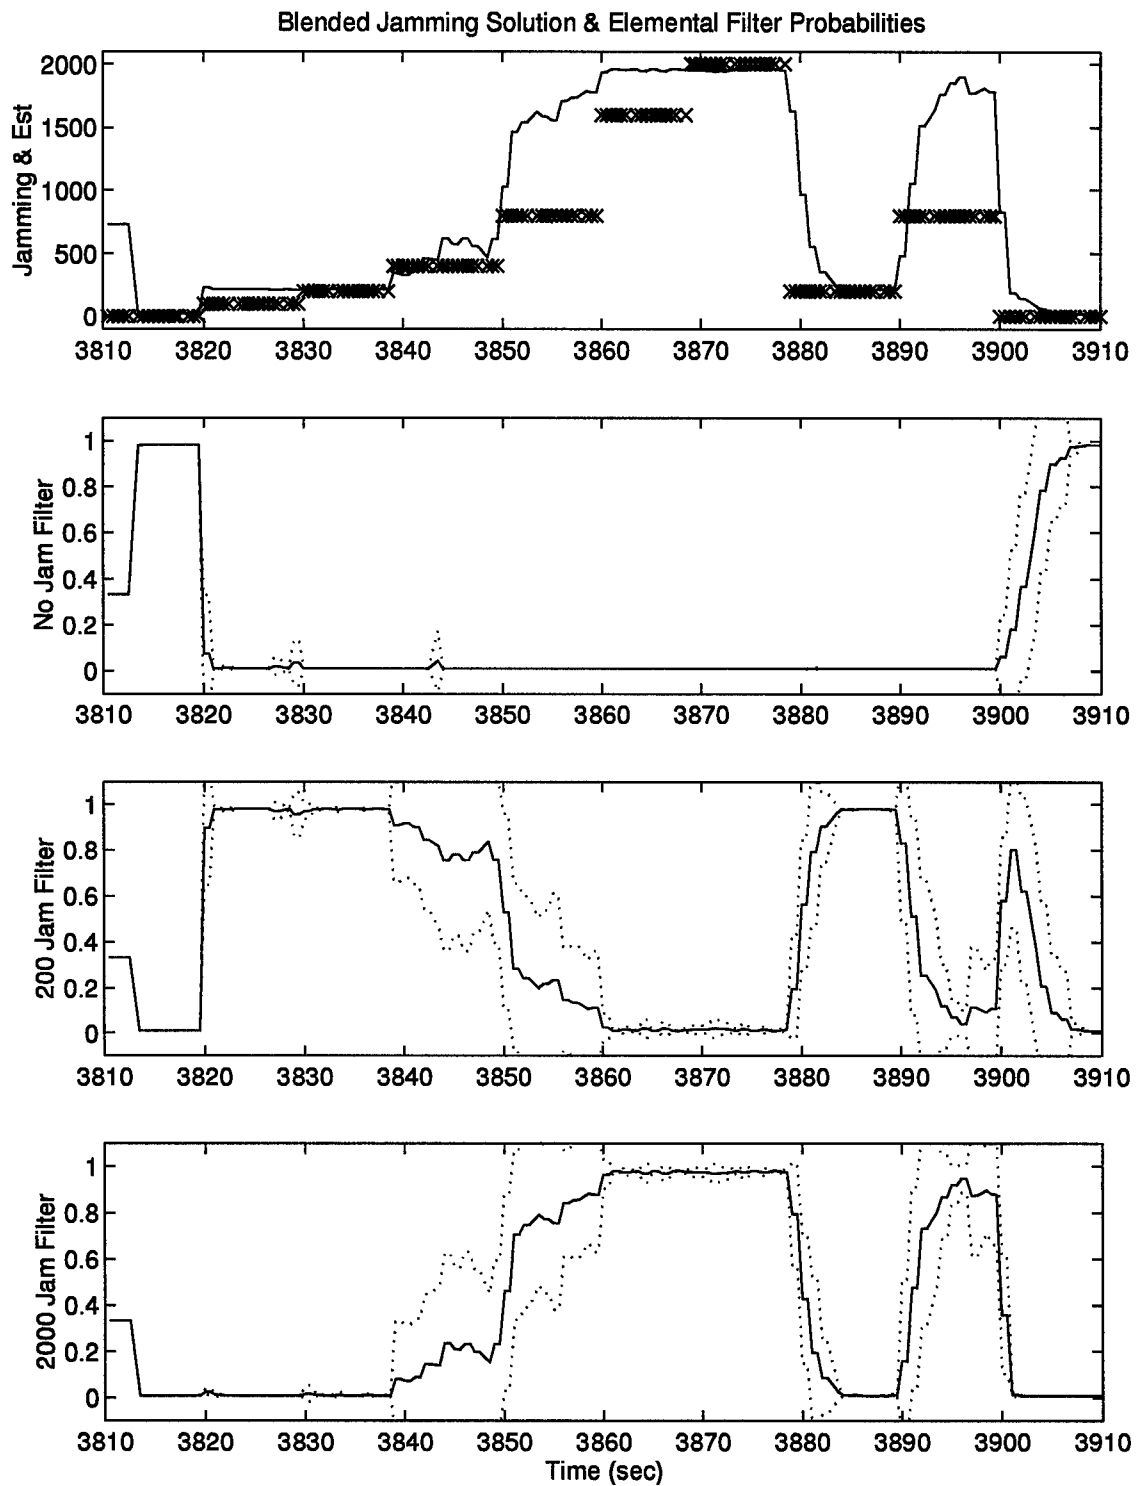 Blended Jamming Solution & Elemental Filter Probabilities
Jamming & Est
2000
1500
1000
500
0
3810 3820 3830 3840 3850 3860 3870 3880 3890 3900 3910
No Jam Filter
1
0.8
0.6
0.4
0.2
0
3810 3820 3830 3840 3850 3860 3870 3880 3890 3900 3910
200 Jam Filter
1
0.8
0.6
0.4
0.2
0
3810 3820 3830 3840 3850 3860 3870 3880 3890 3900 3910
2000 Jam Filter
1
0.8
0.6
0.4
0.2
0
3810 3820 3830 3840 3850 3860 3870 3880 3890 3900 3910
Time (sec)